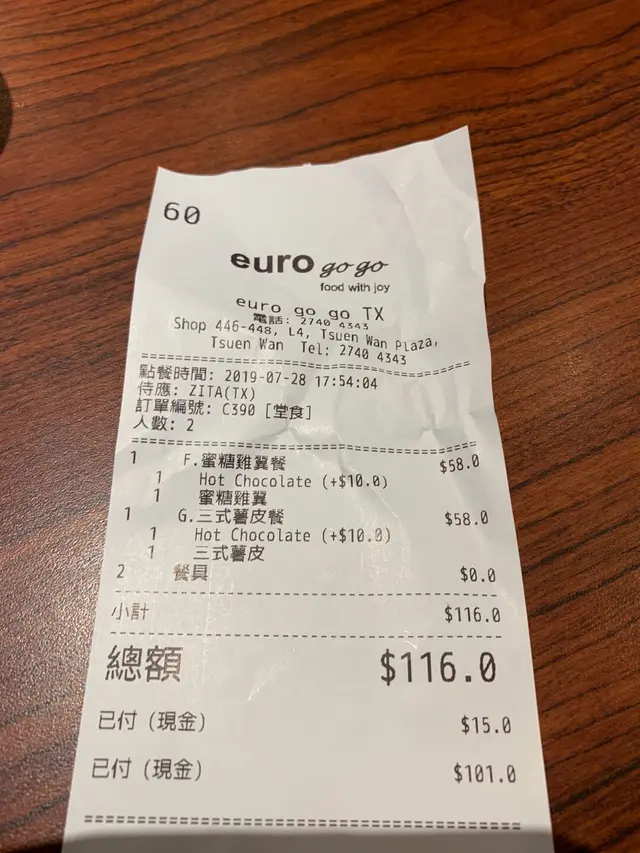 60
euro go go
food with joy
euro go go TX
電話: 2740 4343
Shop 446-448, L4, Tsuen Wan Plaza,
Tsuen Wan Tel: 2740 4343
點餐時間: 2019-07-28 17:54:04
侍應: ZITA(TX)
訂單編號: C390 [堂食]
人數: 2
1 F.蜜糖雞翼餐 $58.0
1 Hot Chocolate (+$10.0)
1 蜜糖雞翼
1 G.三式薯皮餐 $58.0
1 Hot Chocolate (+$10.0)
1 三式薯皮
2 餐具 $0.0
小計 $116.0
總額 $116.0
已付 (現金) $15.0
已付 (現金) $101.0